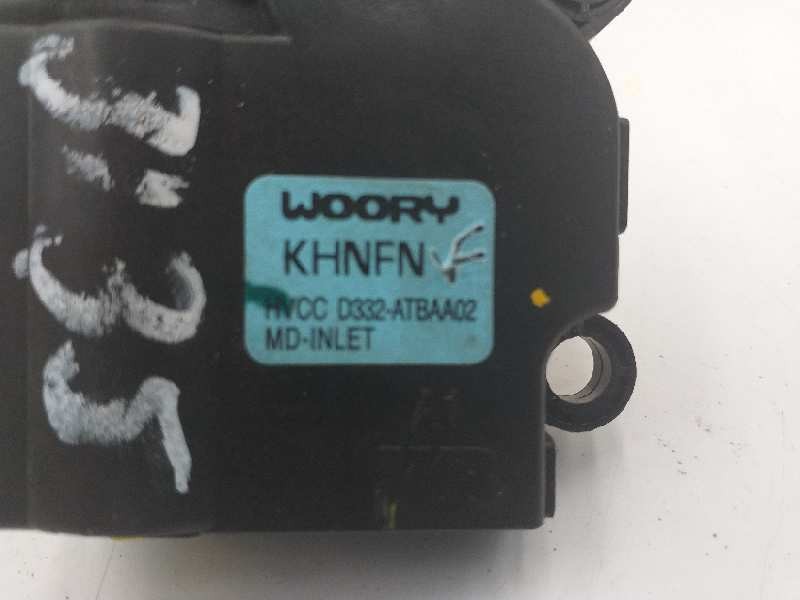 WOORY
KHNFN F
HVCC D332-ATBAA02
MD-INLET